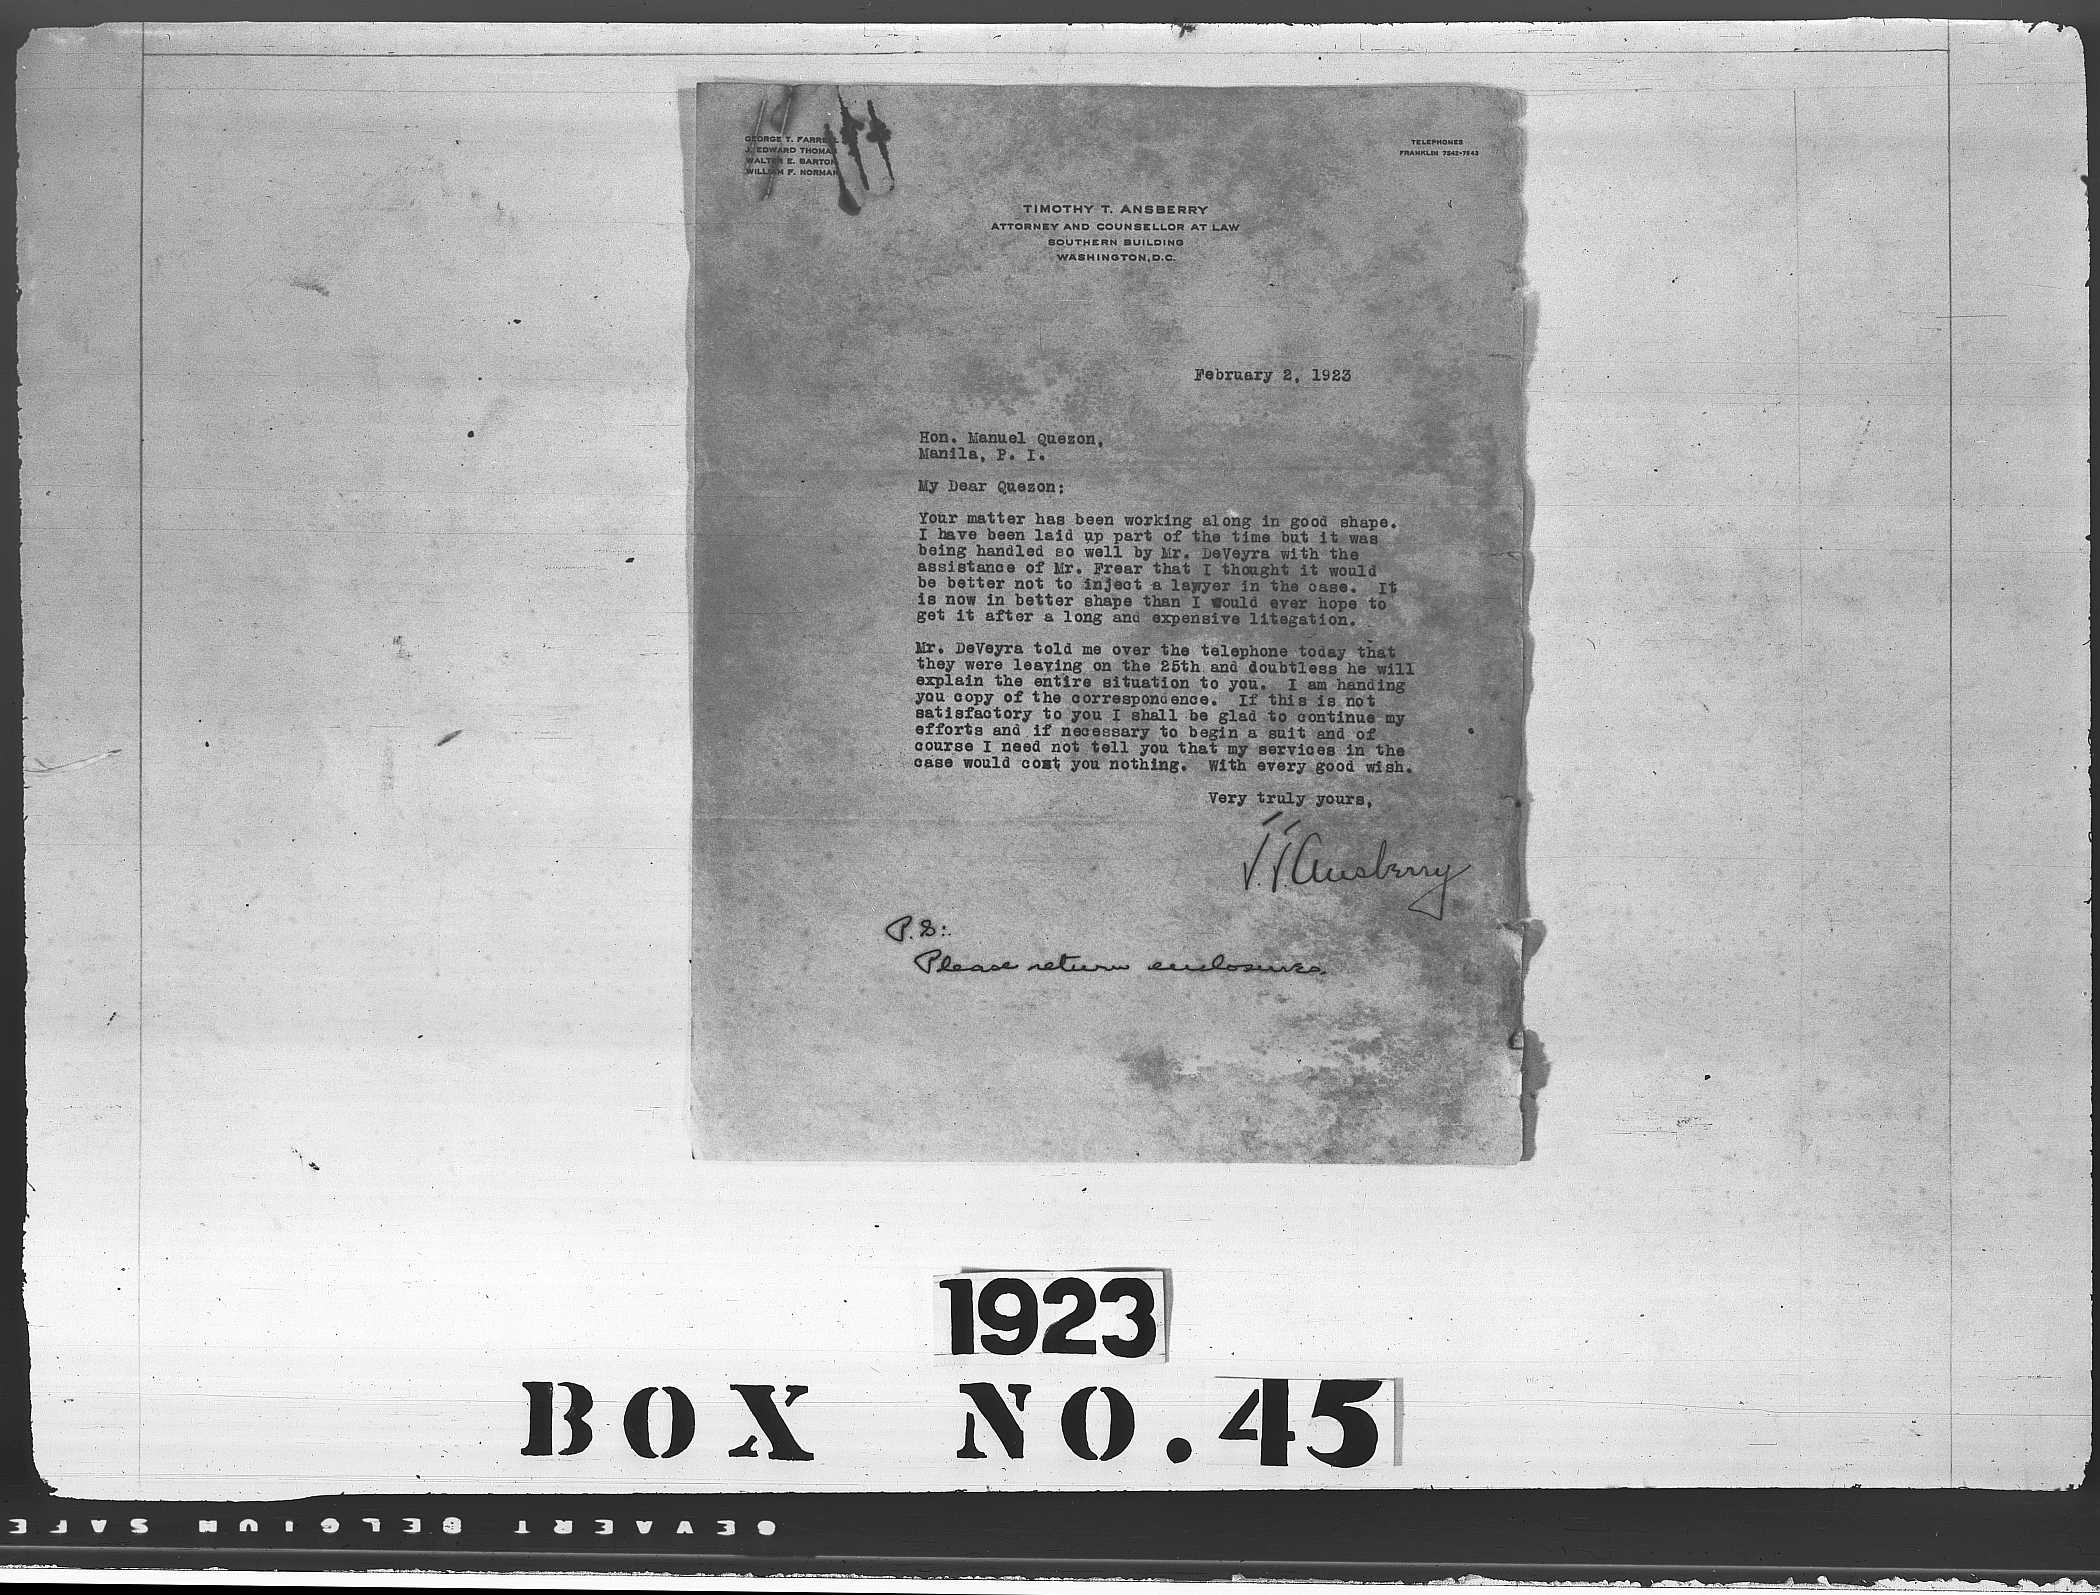 GEORGE T. FARRELL
J. EDWARD THOMAS
WALTER E. BARTON
WILLIAM F. NORMAN
TELEPHONES
FRANKLIN 7542-7543
TIMOTHY T. ANSBERRY
ATTORNEY AND COUNSELLOR AT LAW
SOUTHERN BUILDING
WASHINGTON, D.C.
February 2, 1923
Hon. Manuel Quezon,
Manila, P. I.
My Dear Quezon:
Your matter has been working along in good shape.
I have been laid up part of the time but it was
being handled so well by Mr. DeVeyra with the
assistance of Mr. Frear that I thought it would
be better not to inject a lawyer in the case. It
is now in better shape than I would ever hope to
get it after a long and expensive litegation.
Mr. DeVeyra told me over the telephone today that
they were leaving on the 25th and doubtless he will
explain the entire situation to you. I am handing
you copy of the correspondence. If this is not
satisfactory to you I shall be glad to continue my
efforts and if necessary to begin a suit and of
course I need not tell you that my services in the
case would cost you nothing. With every good wish.
Very truly yours,
T. T. Ansberry
P.S:
Please return enclosures.
1923
BOX NO. 45
GEVAERT BELGIUM SAFE